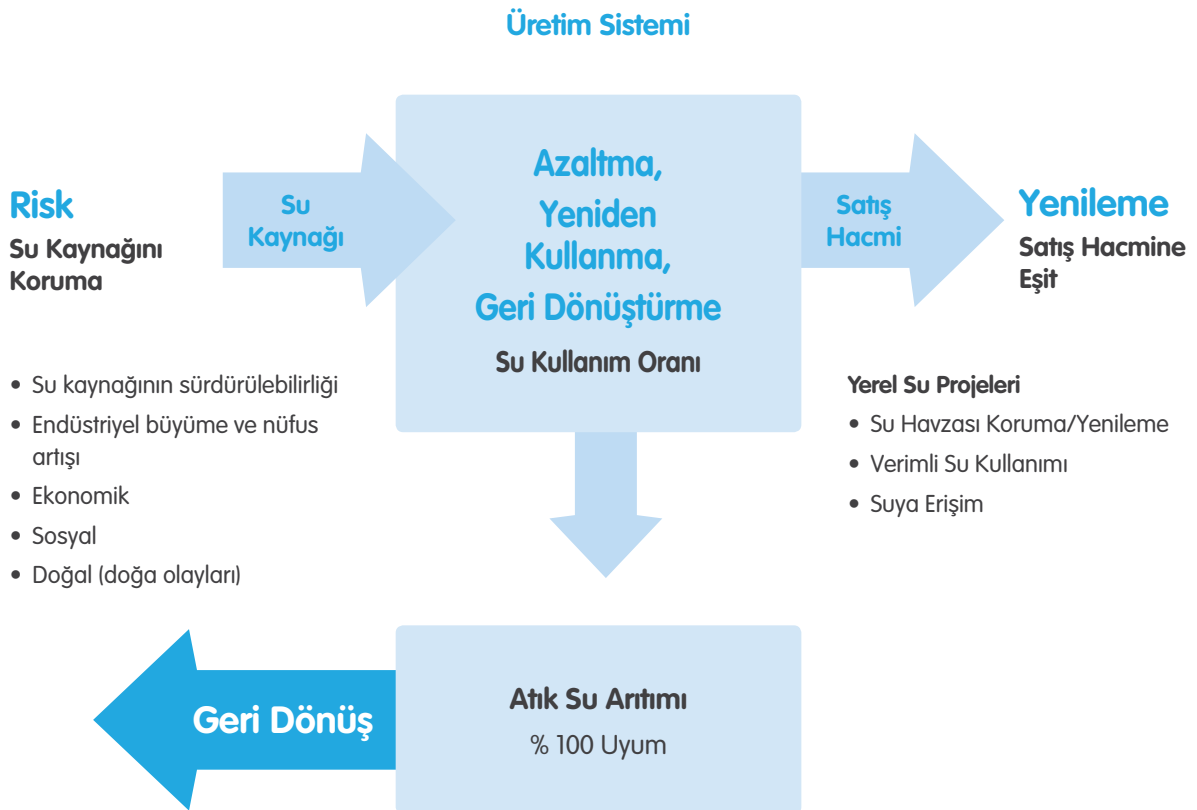 Üretim Sistemi
Risk
Su Kaynağını
Koruma
Su
Kaynağı
Azaltma,
Yeniden
Kullanma,
Geri Dönüştürme
Su Kullanım Oranı
Satış
Hacmi
Yenileme
Satış Hacmine
Eşit
• Su kaynağının sürdürülebilirliği
• Endüstriyel büyüme ve nüfus
artışı
• Ekonomik
• Sosyal
• Doğal (doğa olayları)
Yerel Su Projeleri
• Su Havzası Koruma/Yenileme
• Verimli Su Kullanımı
• Suya Erişim
Geri Dönüş
Atık Su Arıtımı
% 100 Uyum